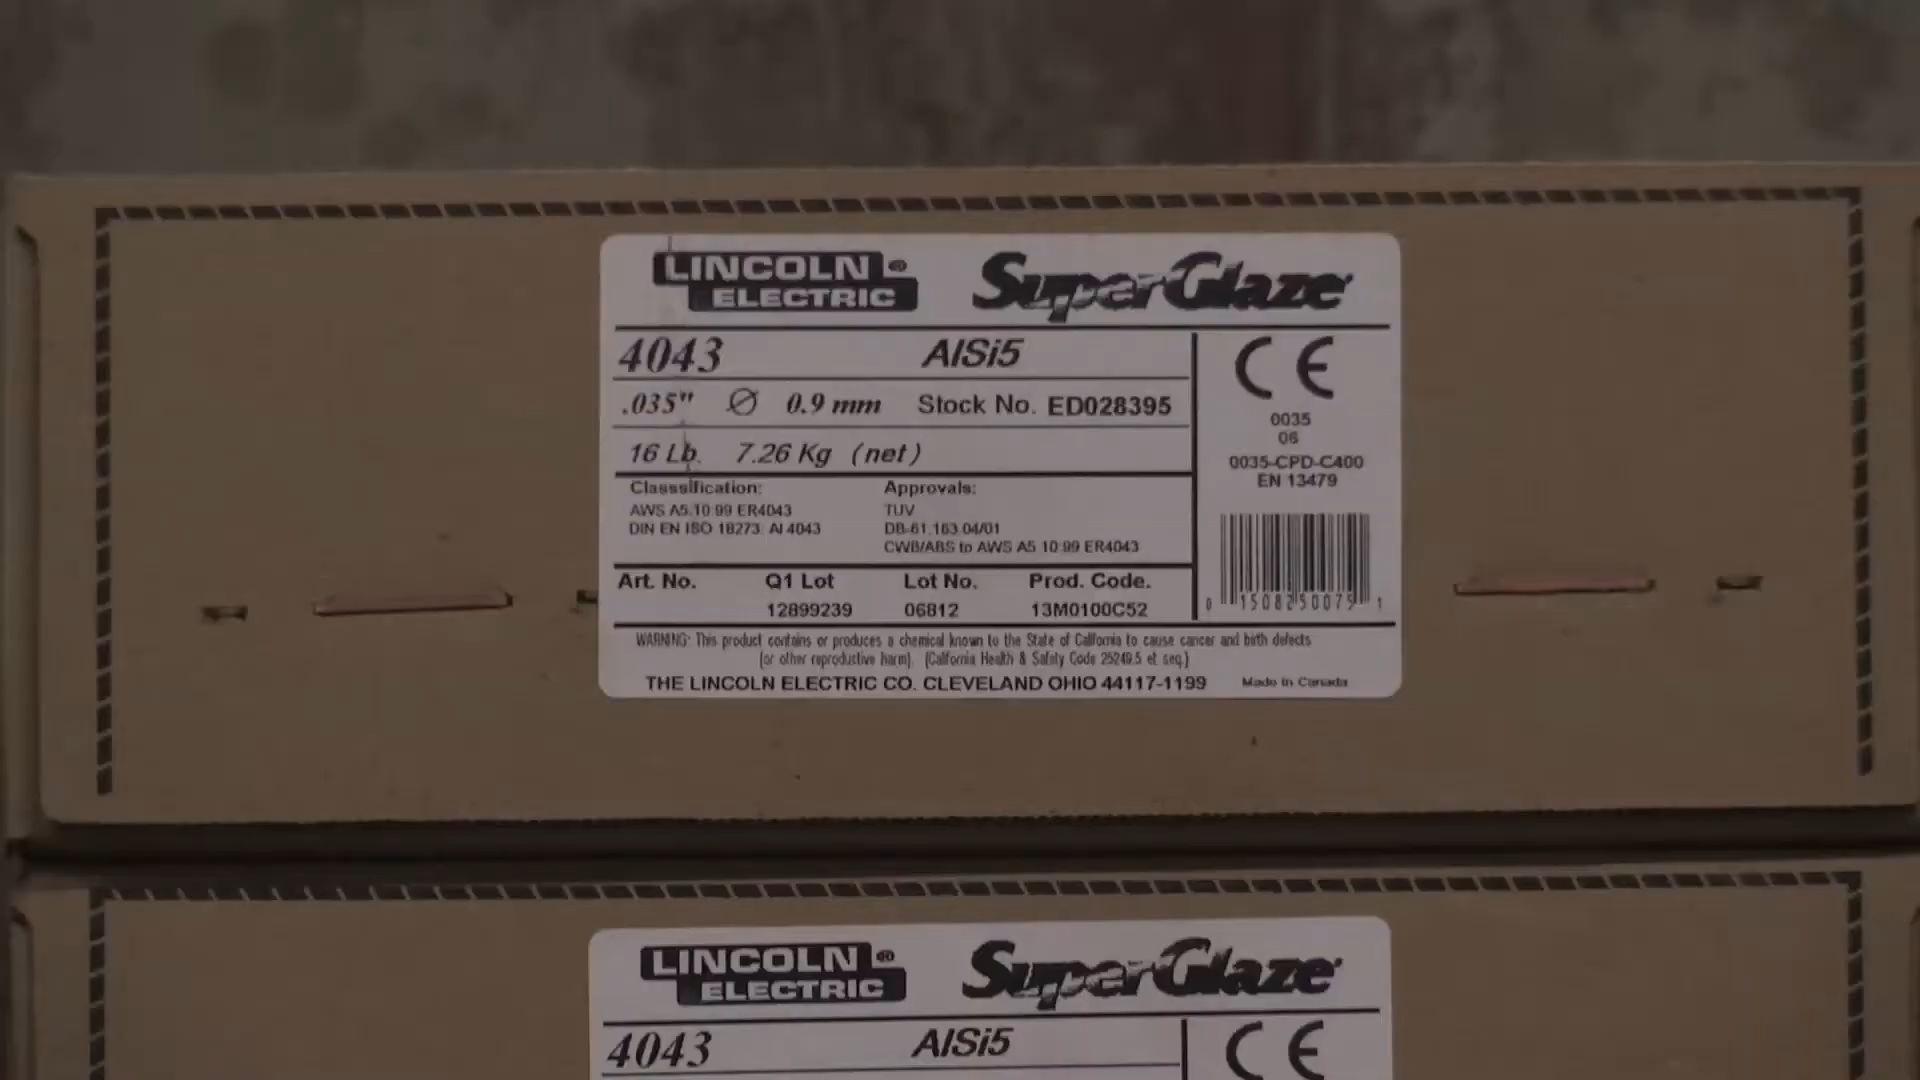 LINCOLN ® SuperGlaze
ELECTRIC
4043 AlSi5
.035" Ø 0.9 mm Stock No. ED028395
16 Lb. 7.26 Kg (net)
Classsification: Approvals:
AWS A5.10:99 ER4043 TUV
DIN EN ISO 18273: Al 4043 DB-61.163.04/01
CWB/ABS to AWS A5.10:99 ER4043
CE
0035
06
0035-CPD-C400
EN 13479
Art. No. Q1 Lot Lot No. Prod. Code.
12899239 06812 13M0100C52
0 15082 50075 1
WARNING: This product contains or produces a chemical known to the State of California to cause cancer and birth defects
(or other reproductive harm). (California Health & Safety Code 25249.5 et seq.)
THE LINCOLN ELECTRIC CO. CLEVELAND OHIO 44117-1199 Made in Canada
LINCOLN ® SuperGlaze
ELECTRIC
4043 AlSi5
CE